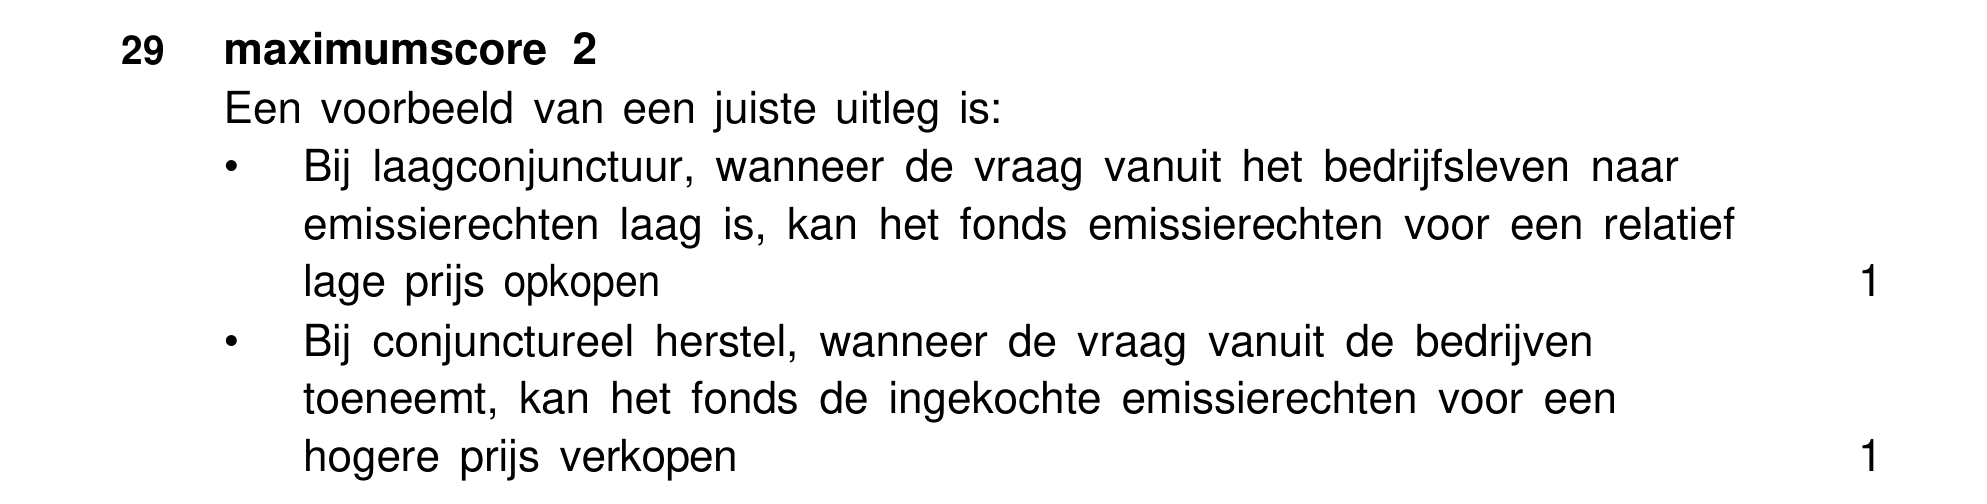 29 maximumscore 2
Een voorbeeld van een juiste uitleg is:
• Bij laagconjunctuur, wanneer de vraag vanuit het bedrijfsleven naar
emissierechten laag is, kan het fonds emissierechten voor een relatief
lage prijs opkopen 1
• Bij conjunctureel herstel, wanneer de vraag vanuit de bedrijven
toeneemt, kan het fonds de ingekochte emissierechten voor een
hogere prijs verkopen 1